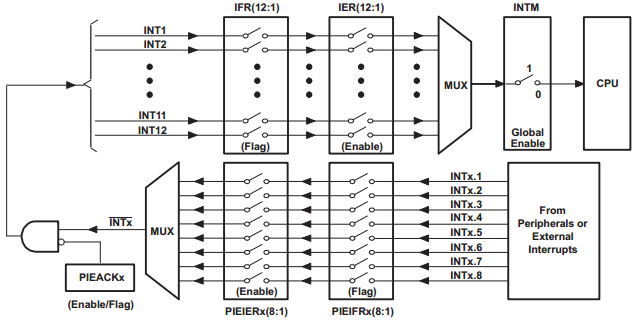 IFR(12:1) IER(12:1) INTM
INT1
INT2
1
MUX
CPU
0
INT11
INT12
Global
Enable
(Flag) (Enable)
INTx.1
INTx.2
INTx.3
INTx.4
INTx.5
INTx.6
INTx.7
INTx.8
From
Peripherals or
External
Interrupts
INTx
MUX
PIEACKx
(Enable/Flag)
(Enable) (Flag)
PIEIERx(8:1) PIEIFRx(8:1)